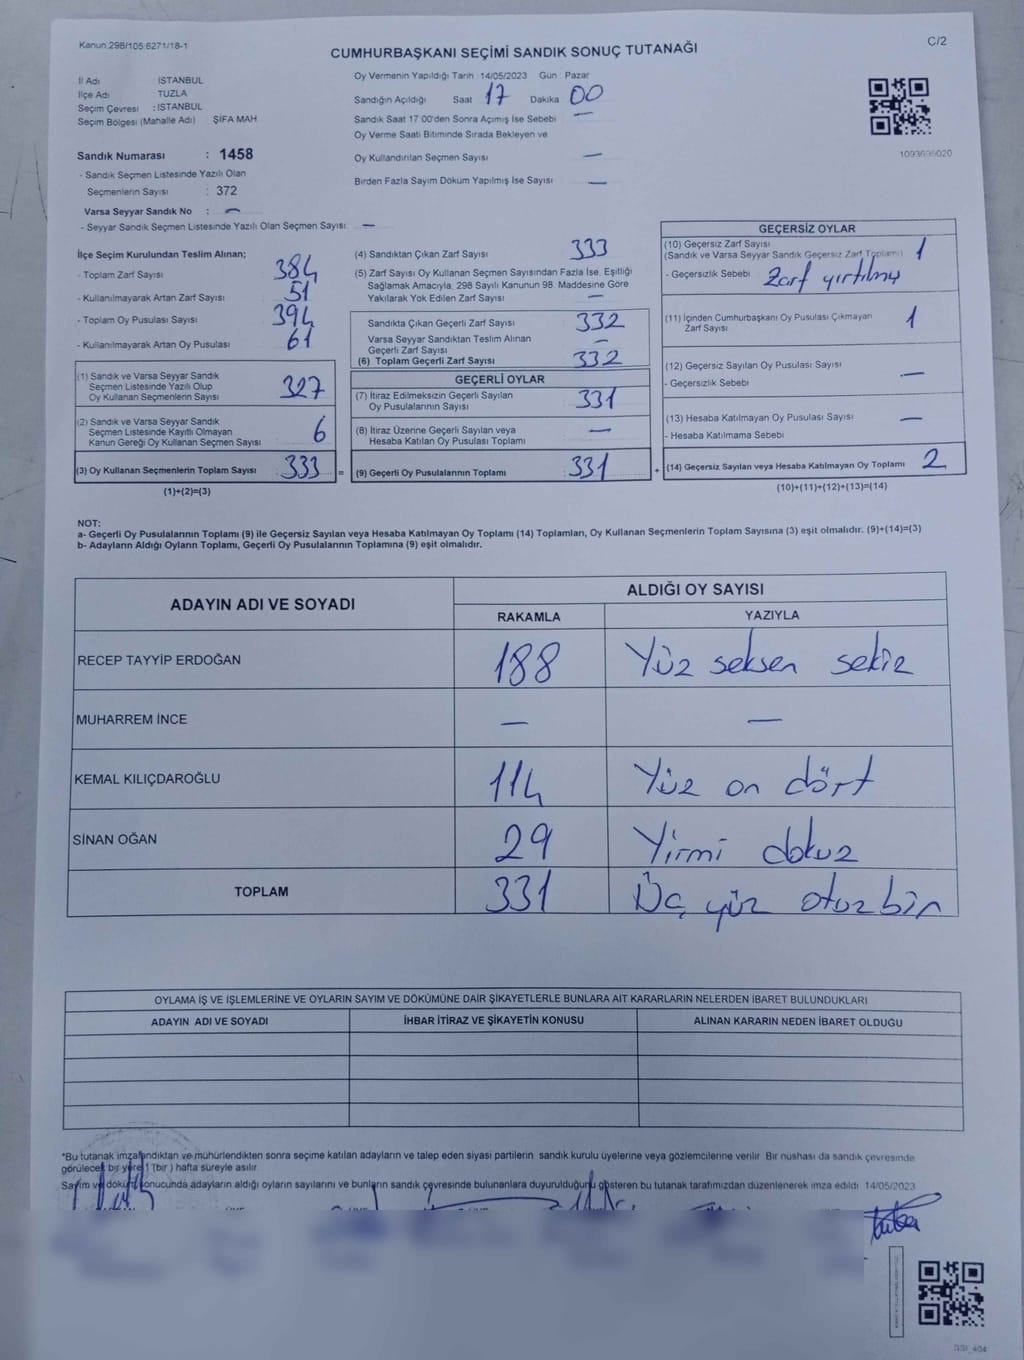 Kanun:298/105:6271/18-1
C/2
CUMHURBAŞKANI SEÇİMİ SANDIK SONUÇ TUTANAĞI
İl Adı İSTANBUL
İlçe Adı TUZLA
Seçim Çevresi : İSTANBUL
Seçim Bölgesi (Mahalle Adı) ŞİFA MAH
Sandık Numarası : 1458
- Sandık Seçmen Listesinde Yazılı Olan
Seçmenlerin Sayısı : 372
Varsa Seyyar Sandık No : —
- Seyyar Sandık Seçmen Listesinde Yazılı Olan Seçmen Sayısı: —
Oy Vermenin Yapıldığı Tarih 14/05/2023 Gün Pazar
Sandığın Açıldığı Saat 17 Dakika 00
Sandık Saat 17:00'den Sonra Açımış İse Sebebi —
Oy Verme Saati Bitiminde Sırada Bekleyen ve
Oy Kullandırılan Seçmen Sayısı —
Birden Fazla Sayım Döküm Yapılmış İse Sayısı —
İlçe Seçim Kurulundan Teslim Alınan;
- Toplam Zarf Sayısı 384
- Kullanılmayarak Artan Zarf Sayısı 51
- Toplam Oy Pusulası Sayısı 394
- Kullanılmayarak Artan Oy Pusulası 61
(1) Sandık ve Varsa Seyyar Sandık
Seçmen Listesinde Yazılı Olup
Oy Kullanan Seçmenlerin Sayısı 327
(2) Sandık ve Varsa Seyyar Sandık
Seçmen Listesinde Kayıtlı Olmayan
Kanun Gereği Oy Kullanan Seçmen Sayısı 6
(3) Oy Kullanan Seçmenlerin Toplam Sayısı 333 =
(1)+(2)=(3)
(4) Sandıktan Çıkan Zarf Sayısı 333
(5) Zarf Sayısı Oy Kullanan Seçmen Sayısından Fazla İse, Eşitliği
Sağlamak Amacıyla, 298 Sayılı Kanunun 98. Maddesine Göre
Yakılarak Yok Edilen Zarf Sayısı —
Sandıkta Çıkan Geçerli Zarf Sayısı 332
Varsa Seyyar Sandıktan Teslim Alınan
Geçerli Zarf Sayısı —
(6) Toplam Geçerli Zarf Sayısı 332
GEÇERLİ OYLAR
(7) İtiraz Edilmeksizin Geçerli Sayılan
Oy Pusulalarının Sayısı 331
(8) İtiraz Üzerine Geçerli Sayılan veya
Hesaba Katılan Oy Pusulası Toplamı —
(9) Geçerli Oy Pusulalarının Toplamı 331 +
GEÇERSİZ OYLAR
(10) Geçersiz Zarf Sayısı 1
(Sandık ve Varsa Seyyar Sandık Geçersiz Zarf Toplamı)
- Geçersizlik Sebebi Zarf yırtılmış
(11) İçinden Cumhurbaşkanı Oy Pusulası Çıkmayan
Zarf Sayısı 1
(12) Geçersiz Sayılan Oy Pusulası Sayısı —
- Geçersizlik Sebebi
(13) Hesaba Katılmayan Oy Pusulası Sayısı —
- Hesaba Katılmama Sebebi
(14) Geçersiz Sayılan veya Hesaba Katılmayan Oy Toplamı 2
(10)+(11)+(12)+(13)=(14)
NOT:
a- Geçerli Oy Pusulalarının Toplamı (9) ile Geçersiz Sayılan veya Hesaba Katılmayan Oy Toplamı (14) Toplamları, Oy Kullanan Seçmenlerin Toplam Sayısına (3) eşit olmalıdır. (9)+(14)=(3)
b- Adayların Aldığı Oyların Toplamı, Geçerli Oy Pusulalarının Toplamına (9) eşit olmalıdır.
ADAYIN ADI VE SOYADI
ALDIĞI OY SAYISI
RAKAMLA YAZIYLA
RECEP TAYYİP ERDOĞAN 188 Yüz seksen sekiz
MUHARREM İNCE — —
KEMAL KILIÇDAROĞLU 114 Yüz on dört
SİNAN OĞAN 29 Yirmi dokuz
TOPLAM 331 Üç yüz otuz bir
OYLAMA İŞ VE İŞLEMLERİNE VE OYLARIN SAYIM VE DÖKÜMÜNE DAİR ŞİKAYETLERLE BUNLARA AİT KARARLARIN NELERDEN İBARET BULUNDUKLARI
ADAYIN ADI VE SOYADI İHBAR İTİRAZ VE ŞİKAYETİN KONUSU ALINAN KARARIN NEDEN İBARET OLDUĞU
*Bu tutanak imzalandıktan ve mühürlendikten sonra seçime katılan adayların ve talep eden siyasi partilerin sandık kurulu üyelerine veya gözlemcilerine verilir. Bir nüshası da sandık çevresinde
görülecek bir yere 1 (bir) hafta süreyle asılır.
Sayım ve döküm sonucunda adayların aldığı oyların sayılarını ve bunların sandık çevresinde bulunanlara duyurulduğunu gösteren bu tutanak tarafımızdan düzenlenerek imza edildi 14/05/2023